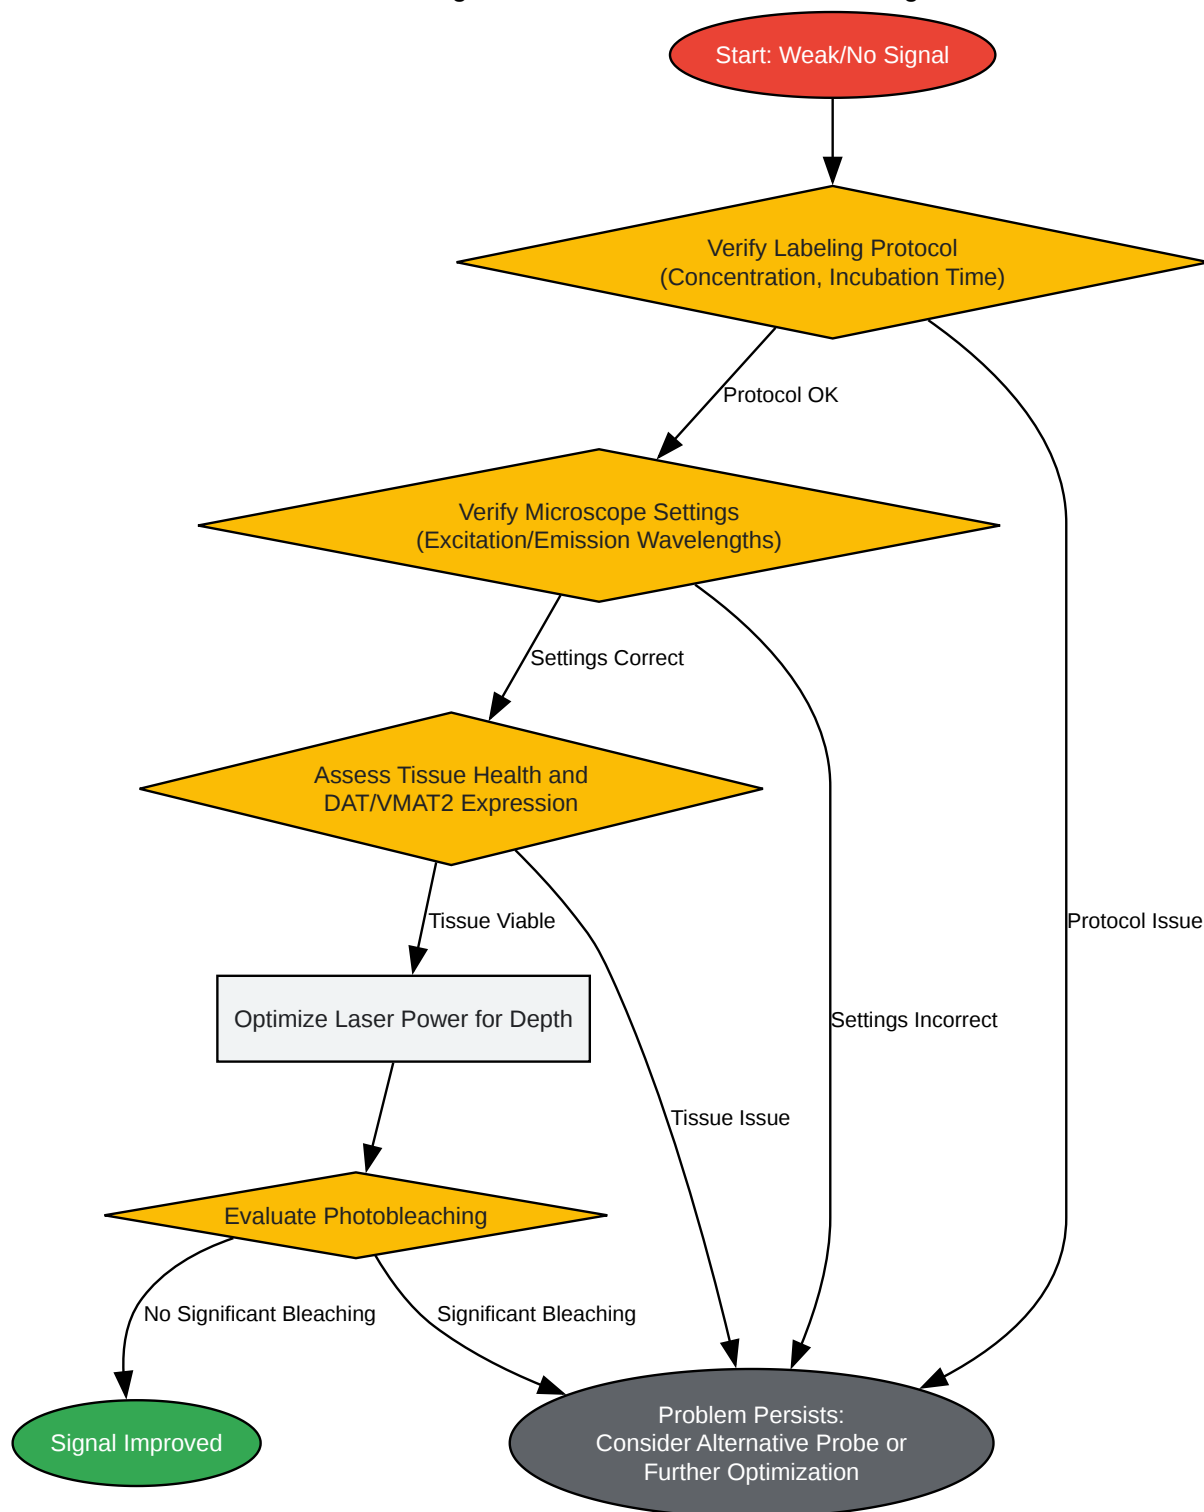 Start: Weak/No Signal
Verify Labeling Protocol
(Concentration, Incubation Time)
Protocol OK
Verify Microscope Settings
(Excitation/Emission Wavelengths)
Settings Correct
Assess Tissue Health and
DAT/VMAT2 Expression
Tissue Viable
Protocol Issue
Optimize Laser Power for Depth
Settings Incorrect
Tissue Issue
Evaluate Photobleaching
No Significant Bleaching
Significant Bleaching
Signal Improved
Problem Persists:
Consider Alternative Probe or
Further Optimization